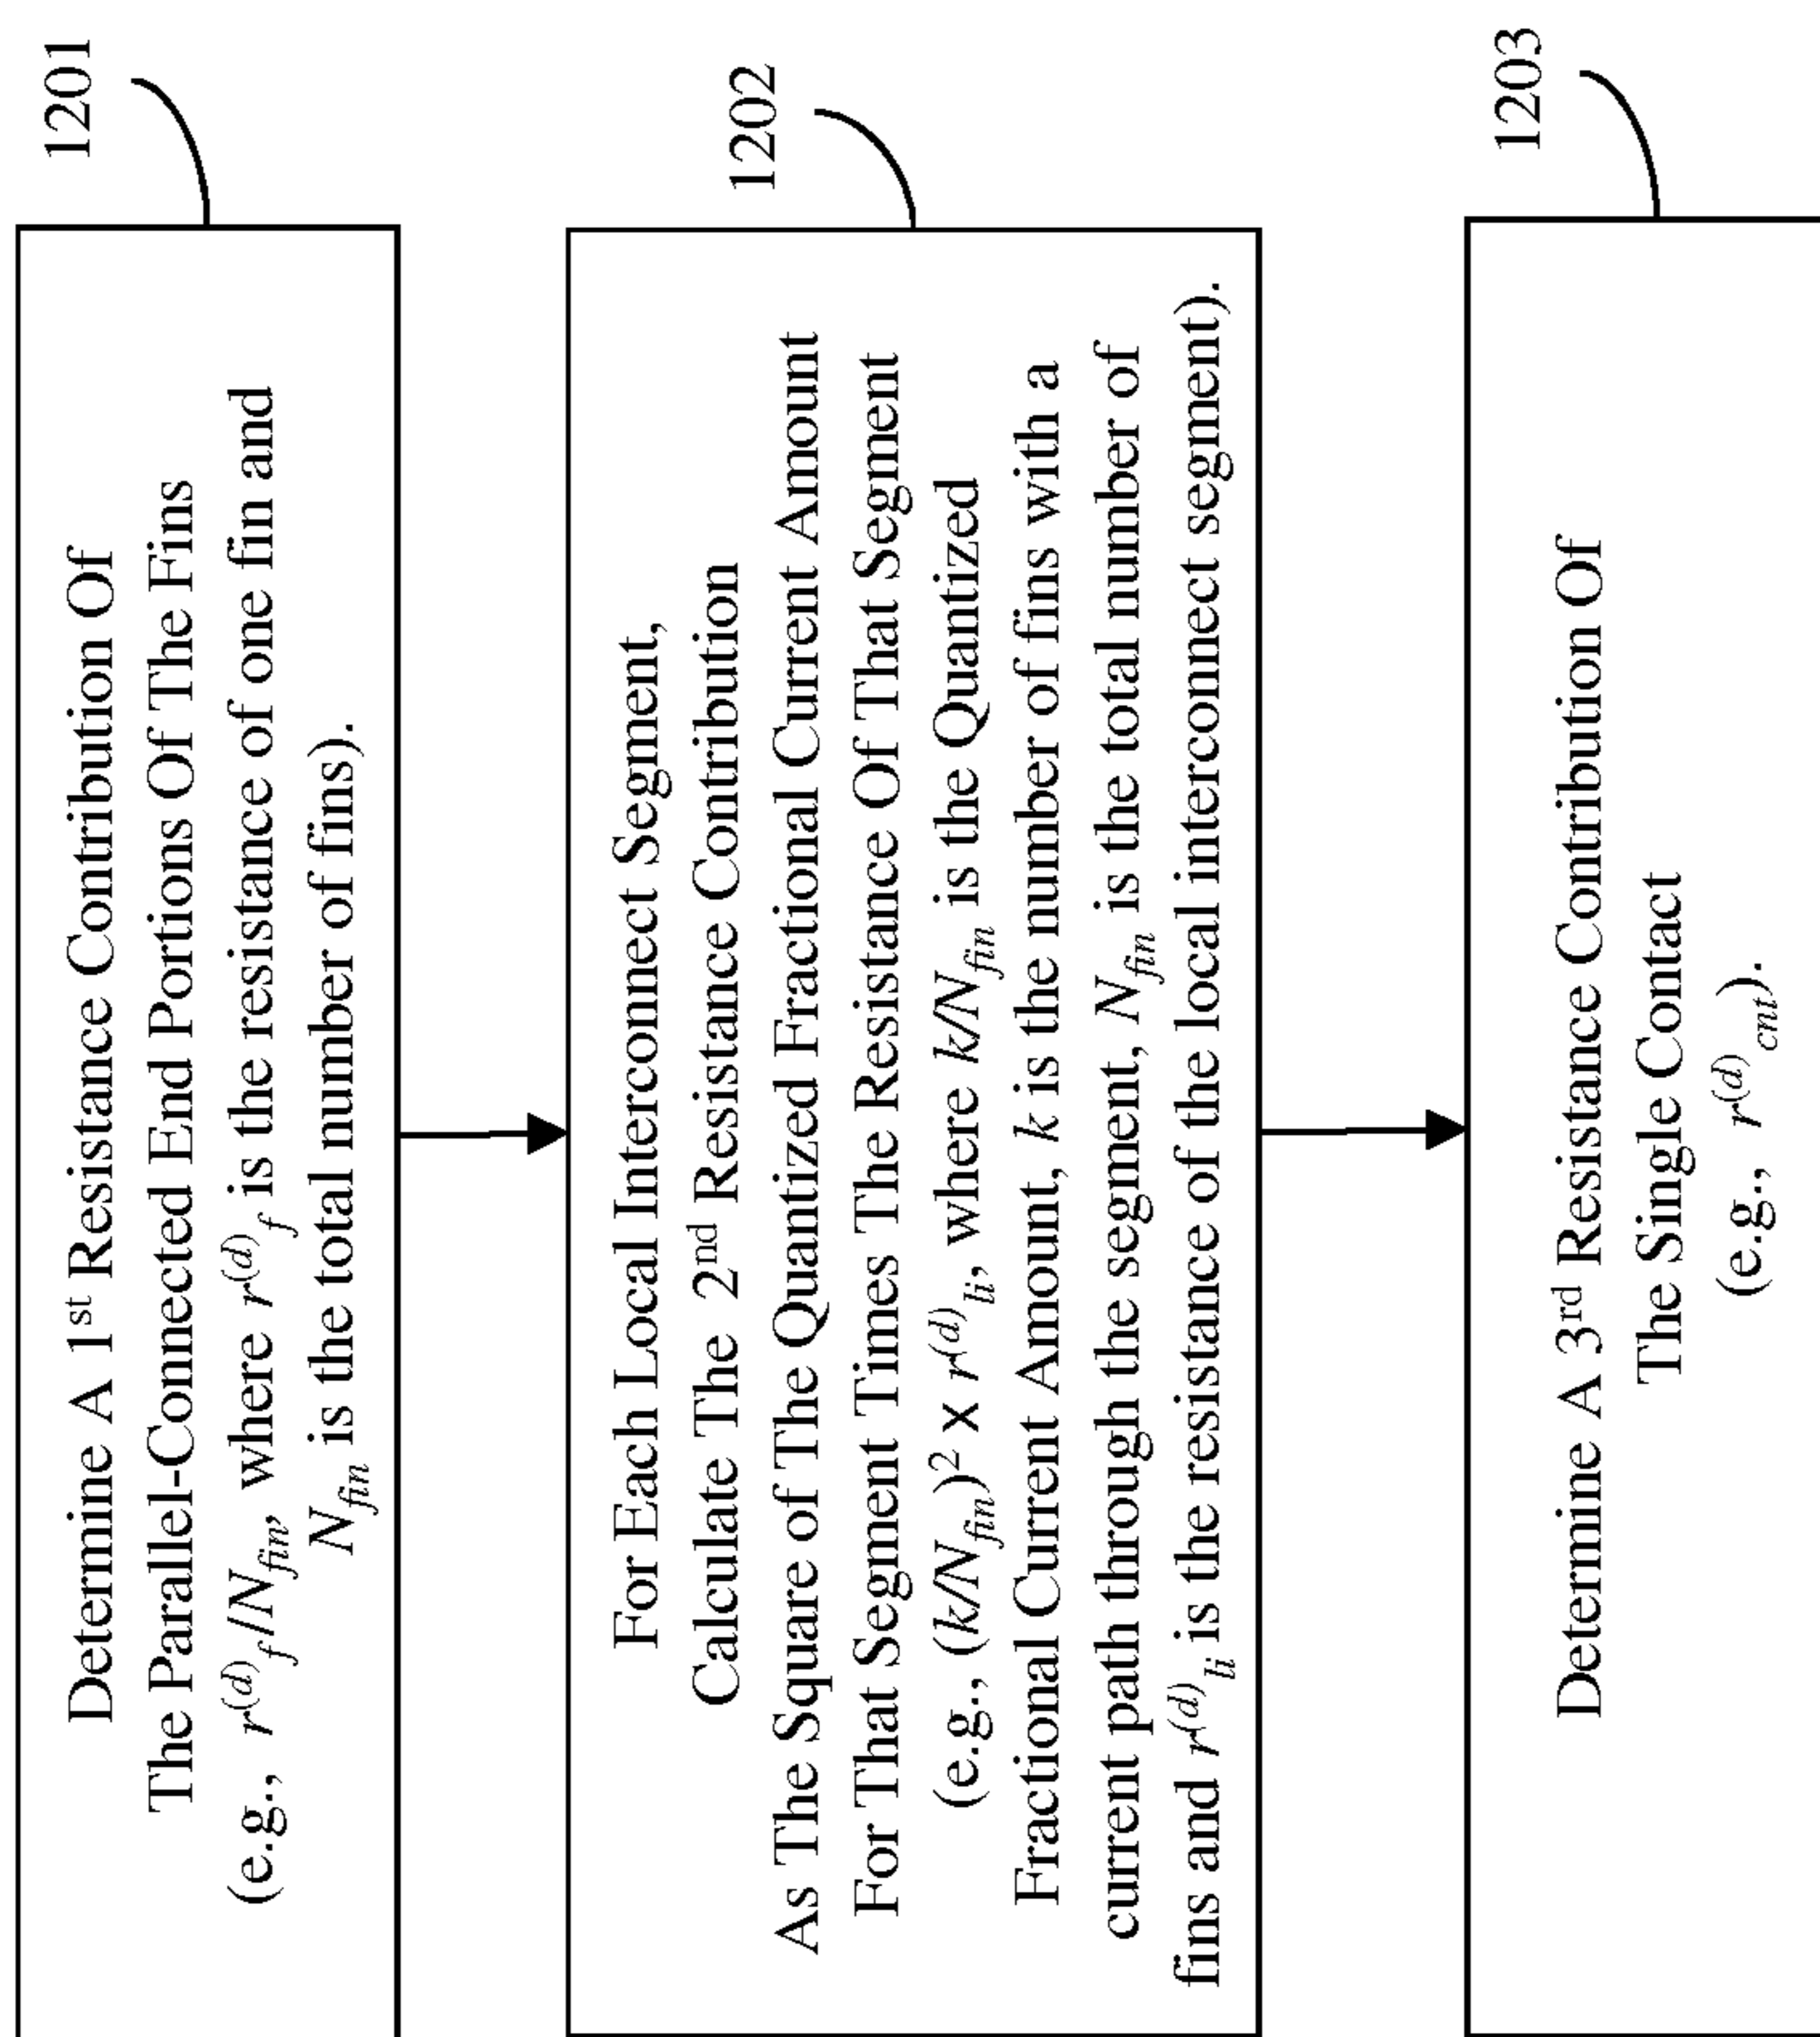 1201
Determine A 1st Resistance Contribution Of
The Parallel-Connected End Portions Of The Fins
(e.g., r(d)f/Nfin, where r(d)f is the resistance of one fin and
Nfin is the total number of fins).
1202
For Each Local Interconnect Segment,
Calculate The 2nd Resistance Contribution
As The Square of The Quantized Fractional Current Amount
For That Segment Times The Resistance Of That Segment
(e.g., (k/Nfin)2 x r(d)li, where k/Nfin is the Quantized
Fractional Current Amount, k is the number of fins with a
current path through the segment, Nfin is the total number of
fins and r(d)li is the resistance of the local interconnect segment).
1203
Determine A 3rd Resistance Contribution Of
The Single Contact
(e.g., r(d)cnt).